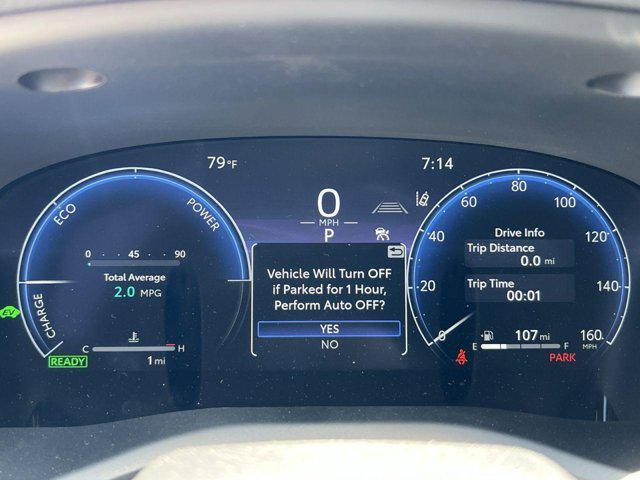 79°F
7:14
0
MPH
P
ECO
POWER
CHARGE
0 45 90
Total Average
2.0 MPG
EV
C H
READY
1 mi
Vehicle Will Turn OFF
if Parked for 1 Hour,
Perform Auto OFF?
YES
NO
0 20 40 60 80 100 120 140 160
MPH
Drive Info
Trip Distance
0.0 mi
Trip Time
00:01
107 mi
E F
PARK